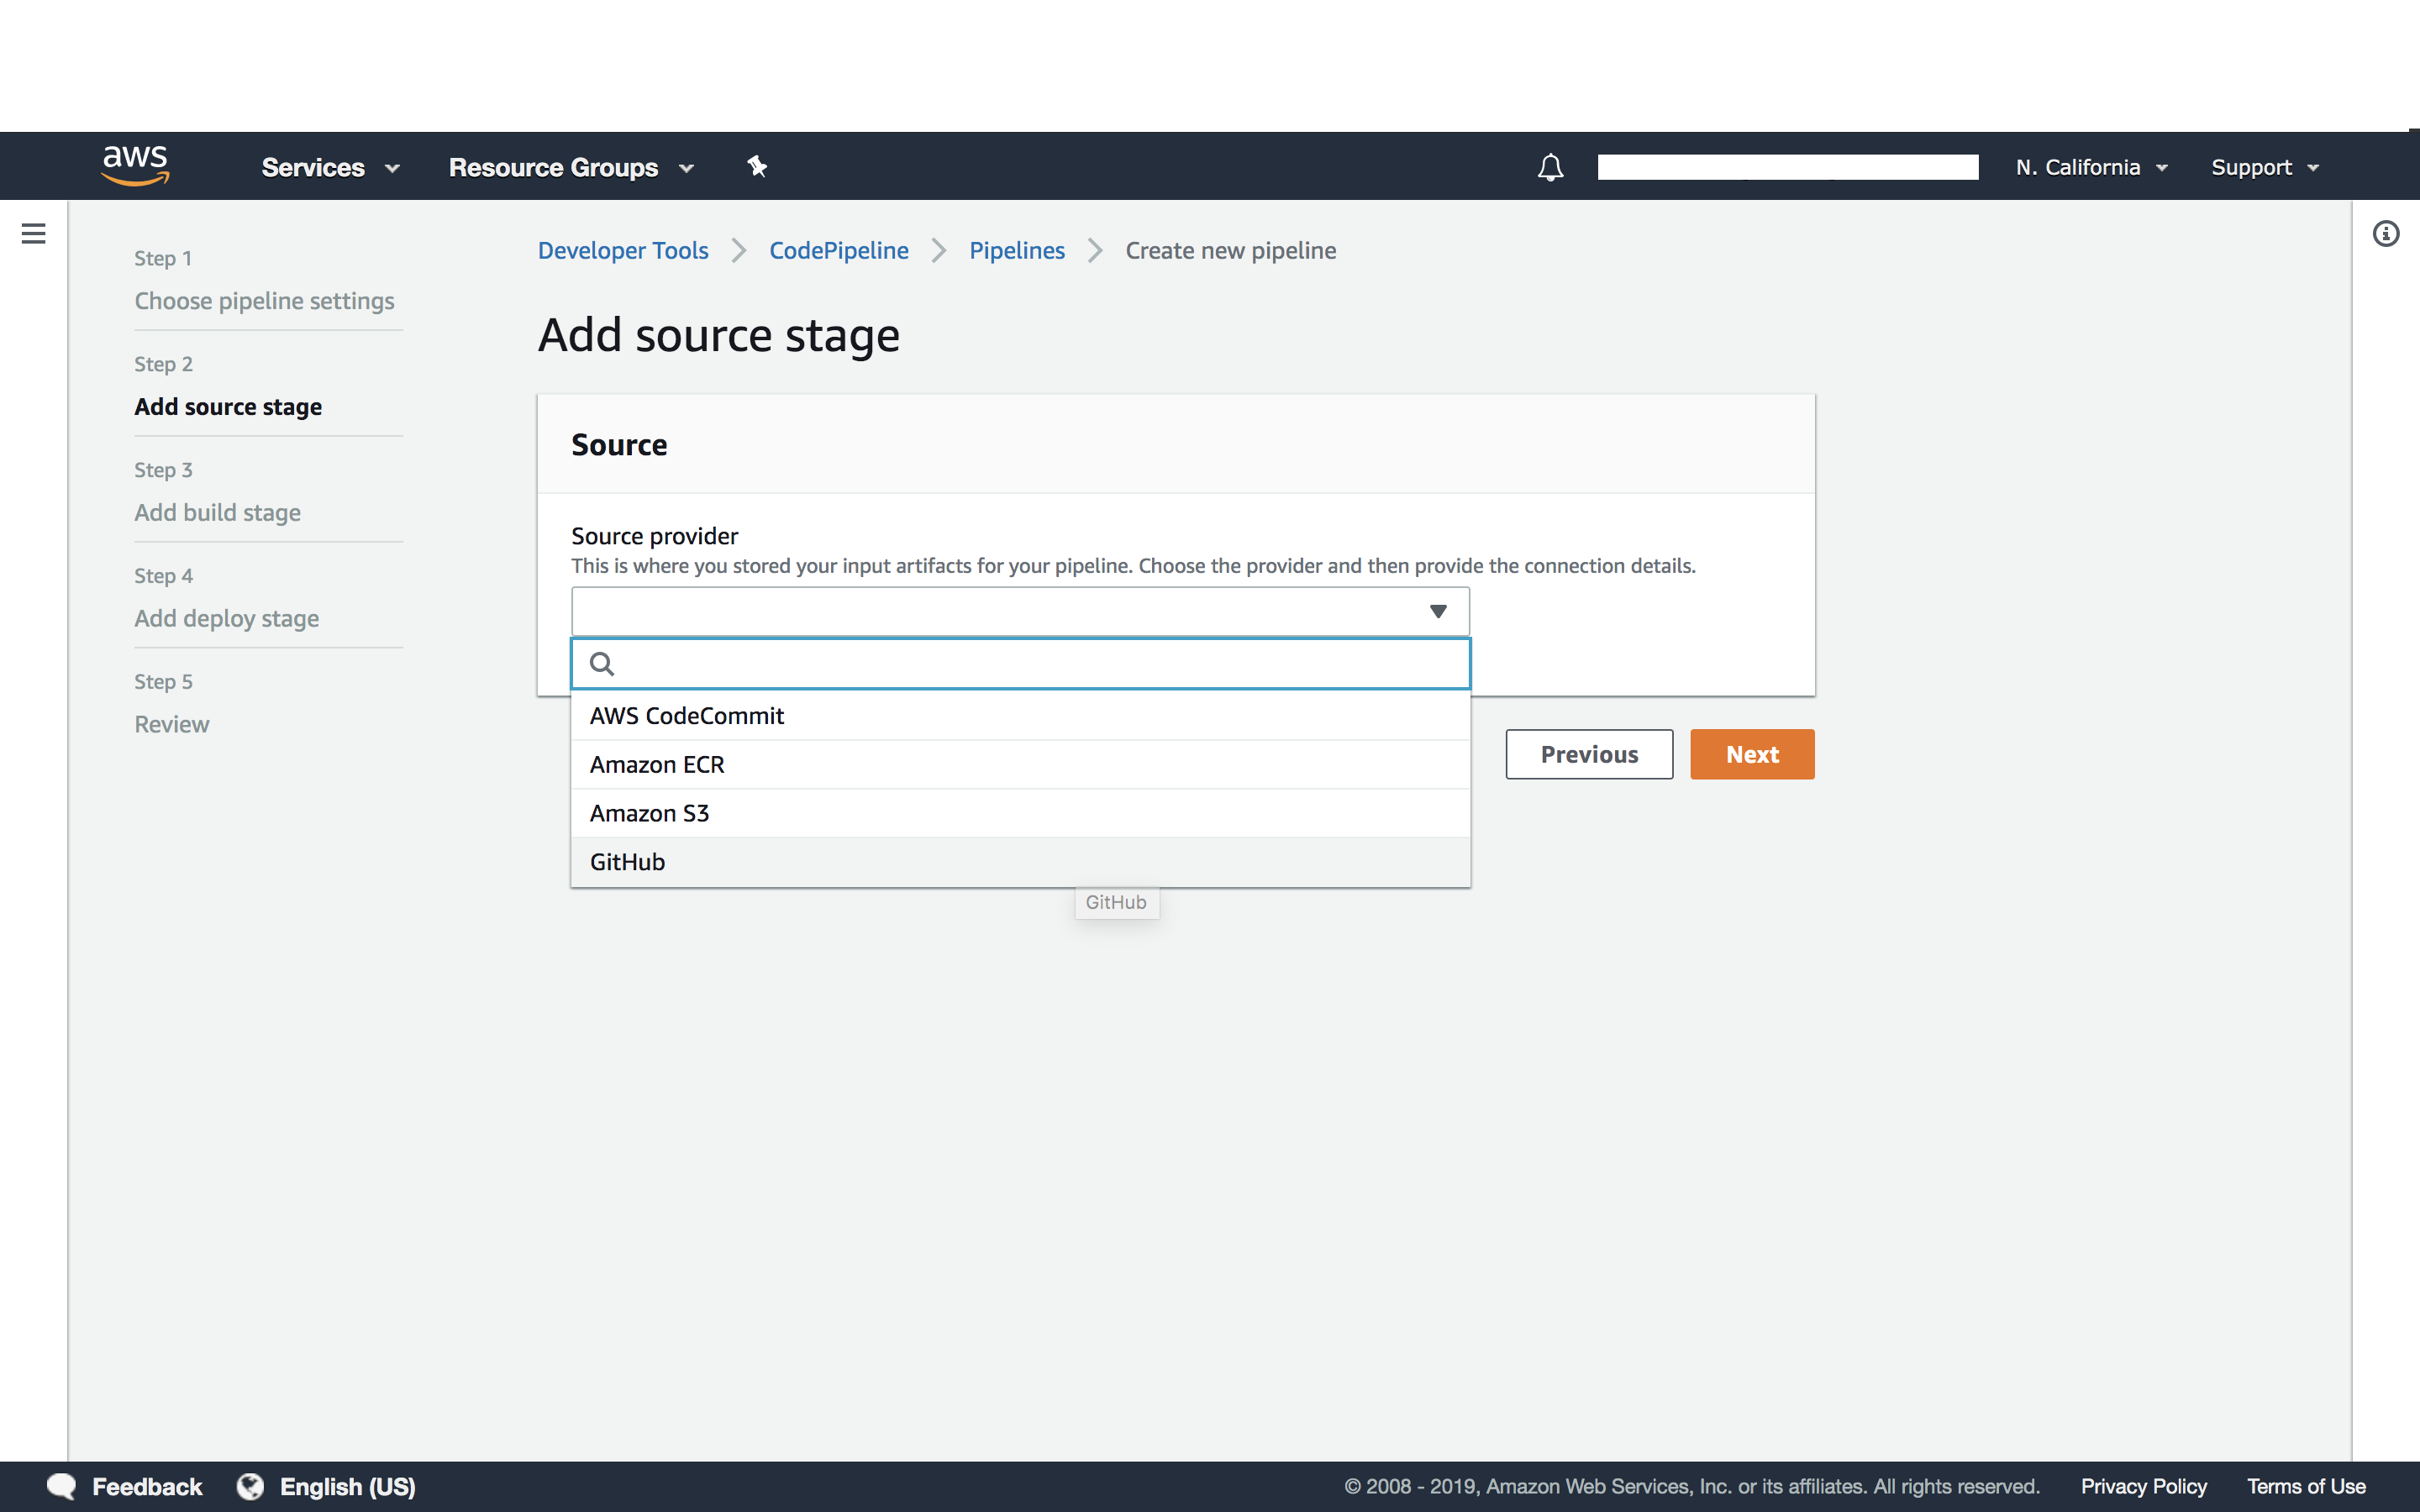 aws Services Resource Groups N. California Support
Developer Tools CodePipeline Pipelines Create new pipeline
Step 1
Choose pipeline settings
Step 2
Add source stage
Step 3
Add build stage
Step 4
Add deploy stage
Step 5
Review
Add source stage
Source
Source provider
This is where you stored your input artifacts for your pipeline. Choose the provider and then provide the connection details.
AWS CodeCommit
Amazon ECR
Amazon S3
GitHub
GitHub
Previous Next
Feedback English (US) © 2008 - 2019, Amazon Web Services, Inc. or its affiliates. All rights reserved. Privacy Policy Terms of Use